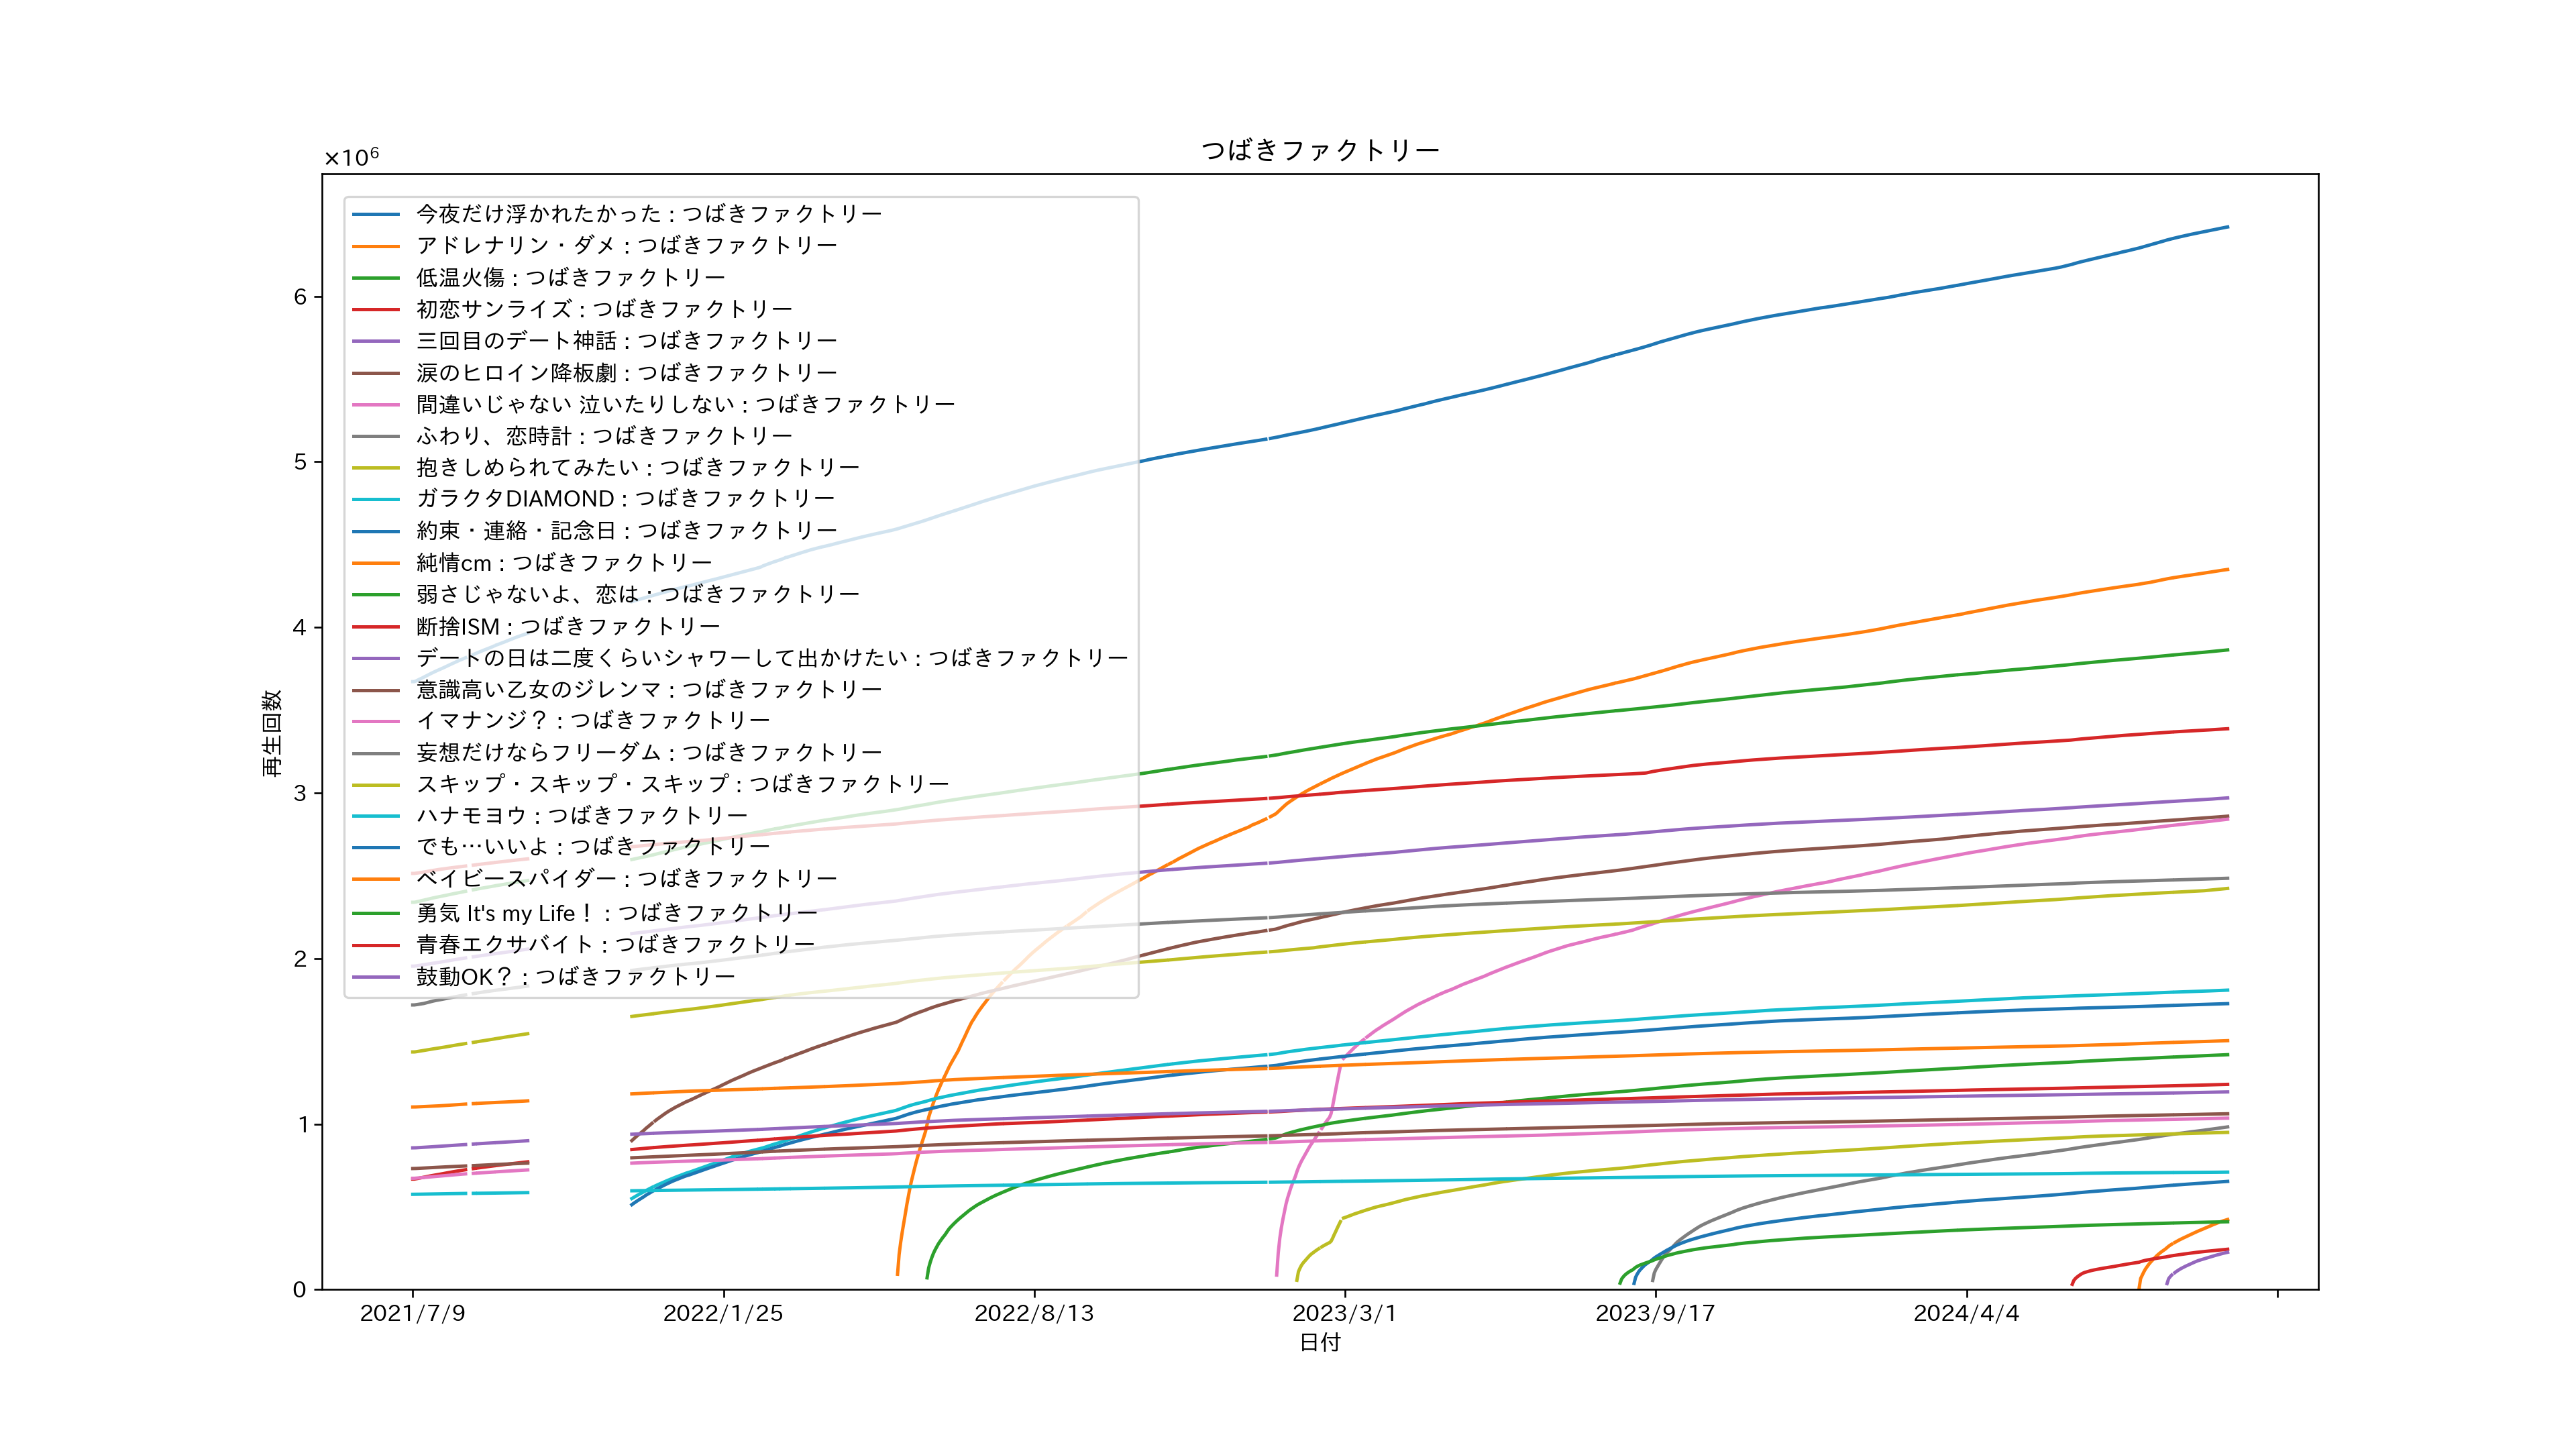 つばきファクトリー
×10⁶
今夜だけ浮かれたかった : つばきファクトリー
アドレナリン・ダメ : つばきファクトリー
低温火傷 : つばきファクトリー
初恋サンライズ : つばきファクトリー
三回目のデート神話 : つばきファクトリー
涙のヒロイン降板劇 : つばきファクトリー
間違いじゃない 泣いたりしない : つばきファクトリー
ふわり、恋時計 : つばきファクトリー
抱きしめられてみたい : つばきファクトリー
ガラクタDIAMOND : つばきファクトリー
約束・連絡・記念日 : つばきファクトリー
純情cm : つばきファクトリー
弱さじゃないよ、恋は : つばきファクトリー
断捨ISM : つばきファクトリー
デートの日は二度くらいシャワーして出かけたい : つばきファクトリー
意識高い乙女のジレンマ : つばきファクトリー
イマナンジ？ : つばきファクトリー
妄想だけならフリーダム : つばきファクトリー
スキップ・スキップ・スキップ : つばきファクトリー
ハナモヨウ : つばきファクトリー
でも…いいよ : つばきファクトリー
ベイビースパイダー : つばきファクトリー
勇気 It's my Life！ : つばきファクトリー
青春エクサバイト : つばきファクトリー
鼓動OK？ : つばきファクトリー
再生回数
6
5
4
3
2
1
0
2021/7/9
2022/1/25
2022/8/13
2023/3/1
2023/9/17
2024/4/4
日付